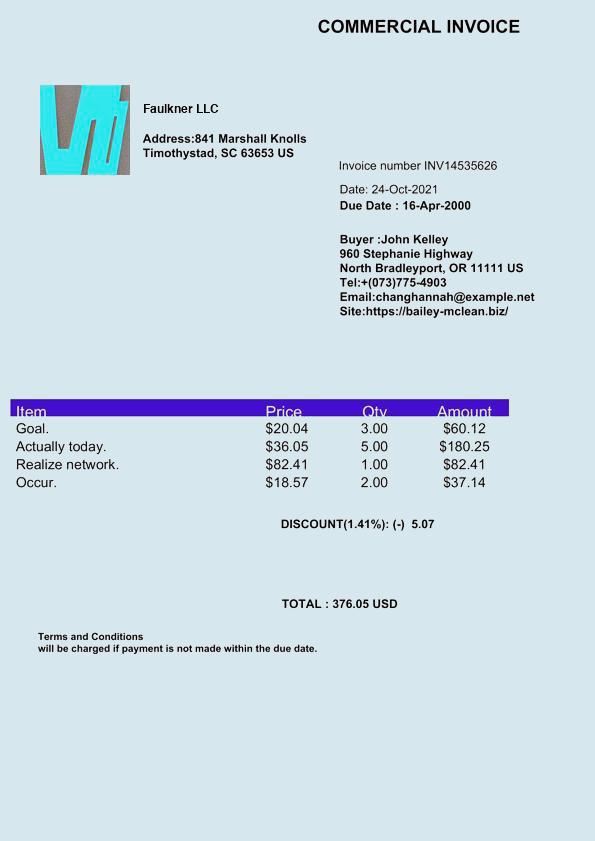 COMMERCIAL INVOICE
Faulkner LLC
Address:841 Marshall Knolls
Timothystad, SC 63653 US
Invoice number INV14535626
Date: 24-Oct-2021
Due Date : 16-Apr-2000
Buyer :John Kelley
960 Stephanie Highway
North Bradleyport, OR 11111 US
Tel:+(073)775-4903
Email:changhannah@example.net
Site:https://bailey-mclean.biz/
Item Price Qty Amount
Goal. $20.04 3.00 $60.12
Actually today. $36.05 5.00 $180.25
Realize network. $82.41 1.00 $82.41
Occur. $18.57 2.00 $37.14
DISCOUNT(1.41%): (-) 5.07
TOTAL : 376.05 USD
Terms and Conditions
will be charged if payment is not made within the due date.